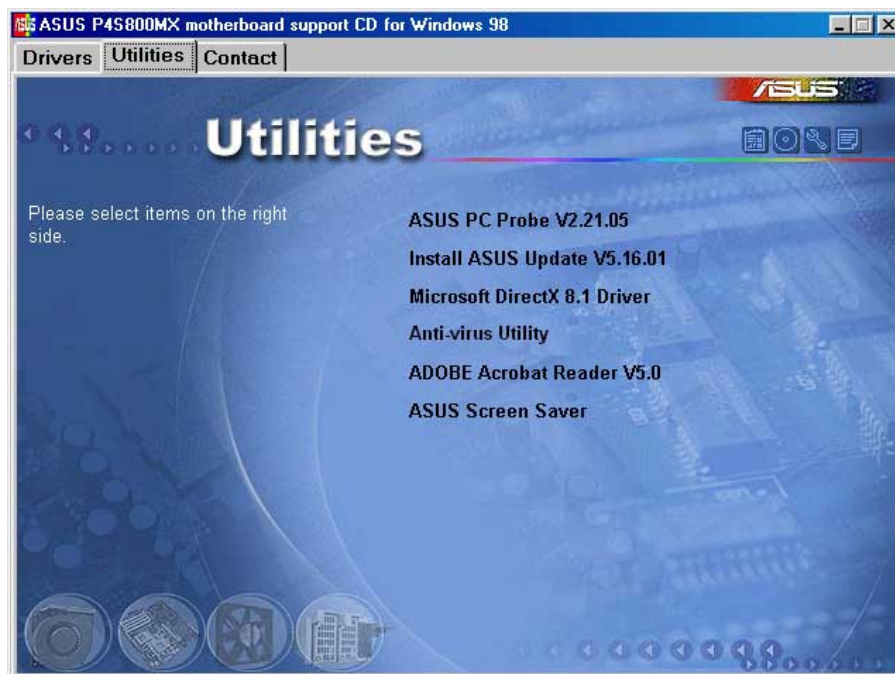 ASUS P4S800MX motherboard support CD for Windows 98
Drivers Utilities Contact
ASUS
Utilities
Please select items on the right
side.
ASUS PC Probe V2.21.05
Install ASUS Update V5.16.01
Microsoft DirectX 8.1 Driver
Anti-virus Utility
ADOBE Acrobat Reader V5.0
ASUS Screen Saver